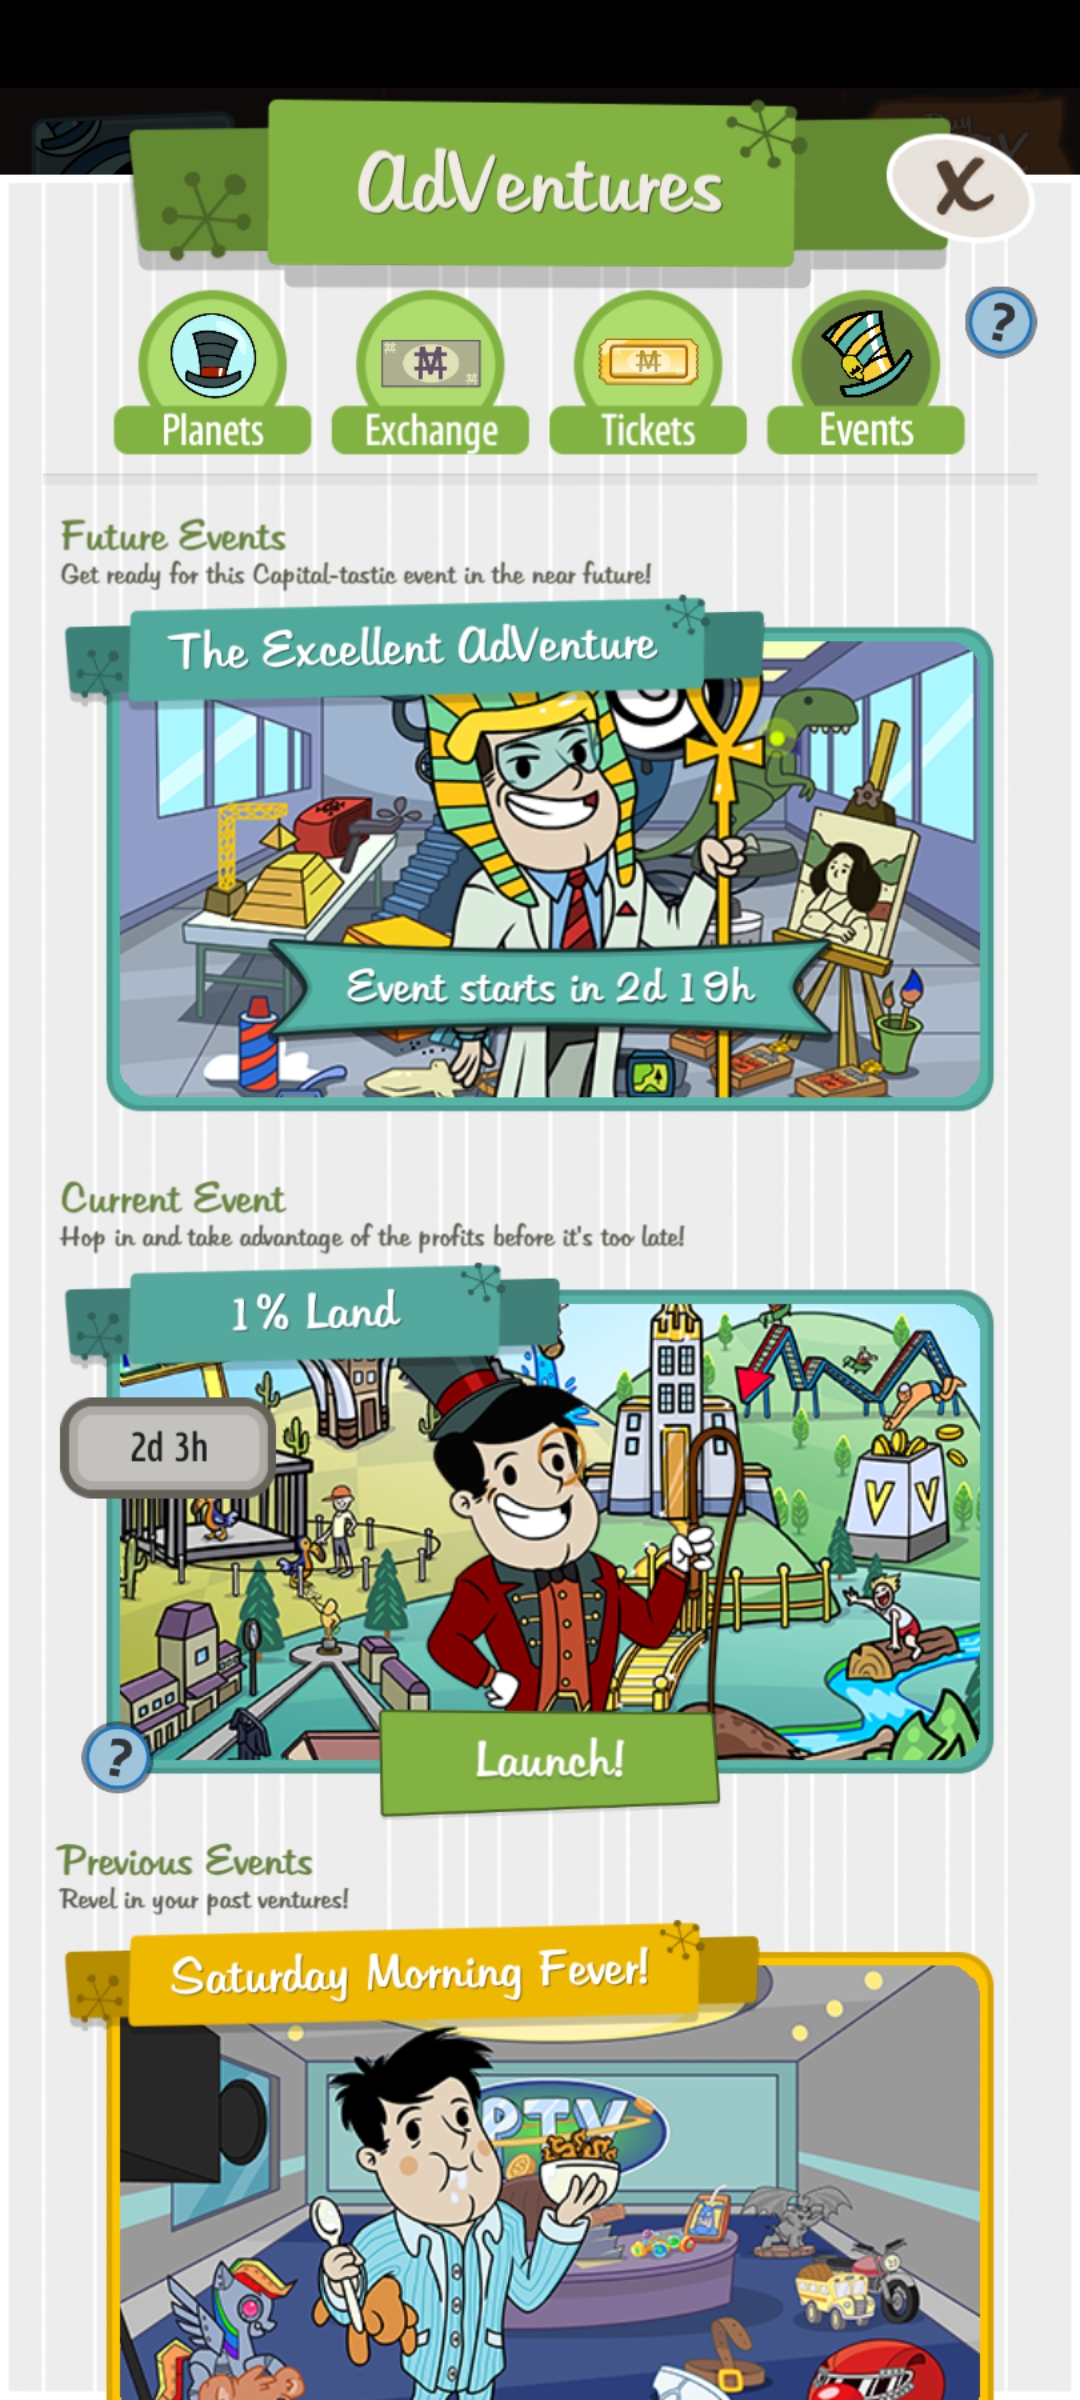 AdVentures
X
?
Planets
Exchange
Tickets
Events
Future Events
Get ready for this Capital-tastic event in the near future!
The Excellent AdVenture
Event starts in 2d 19h
Current Event
Hop in and take advantage of the profits before it's too late!
1% Land
2d 3h
V V
?
Launch!
Previous Events
Revel in your past ventures!
Saturday Morning Fever!
PTV